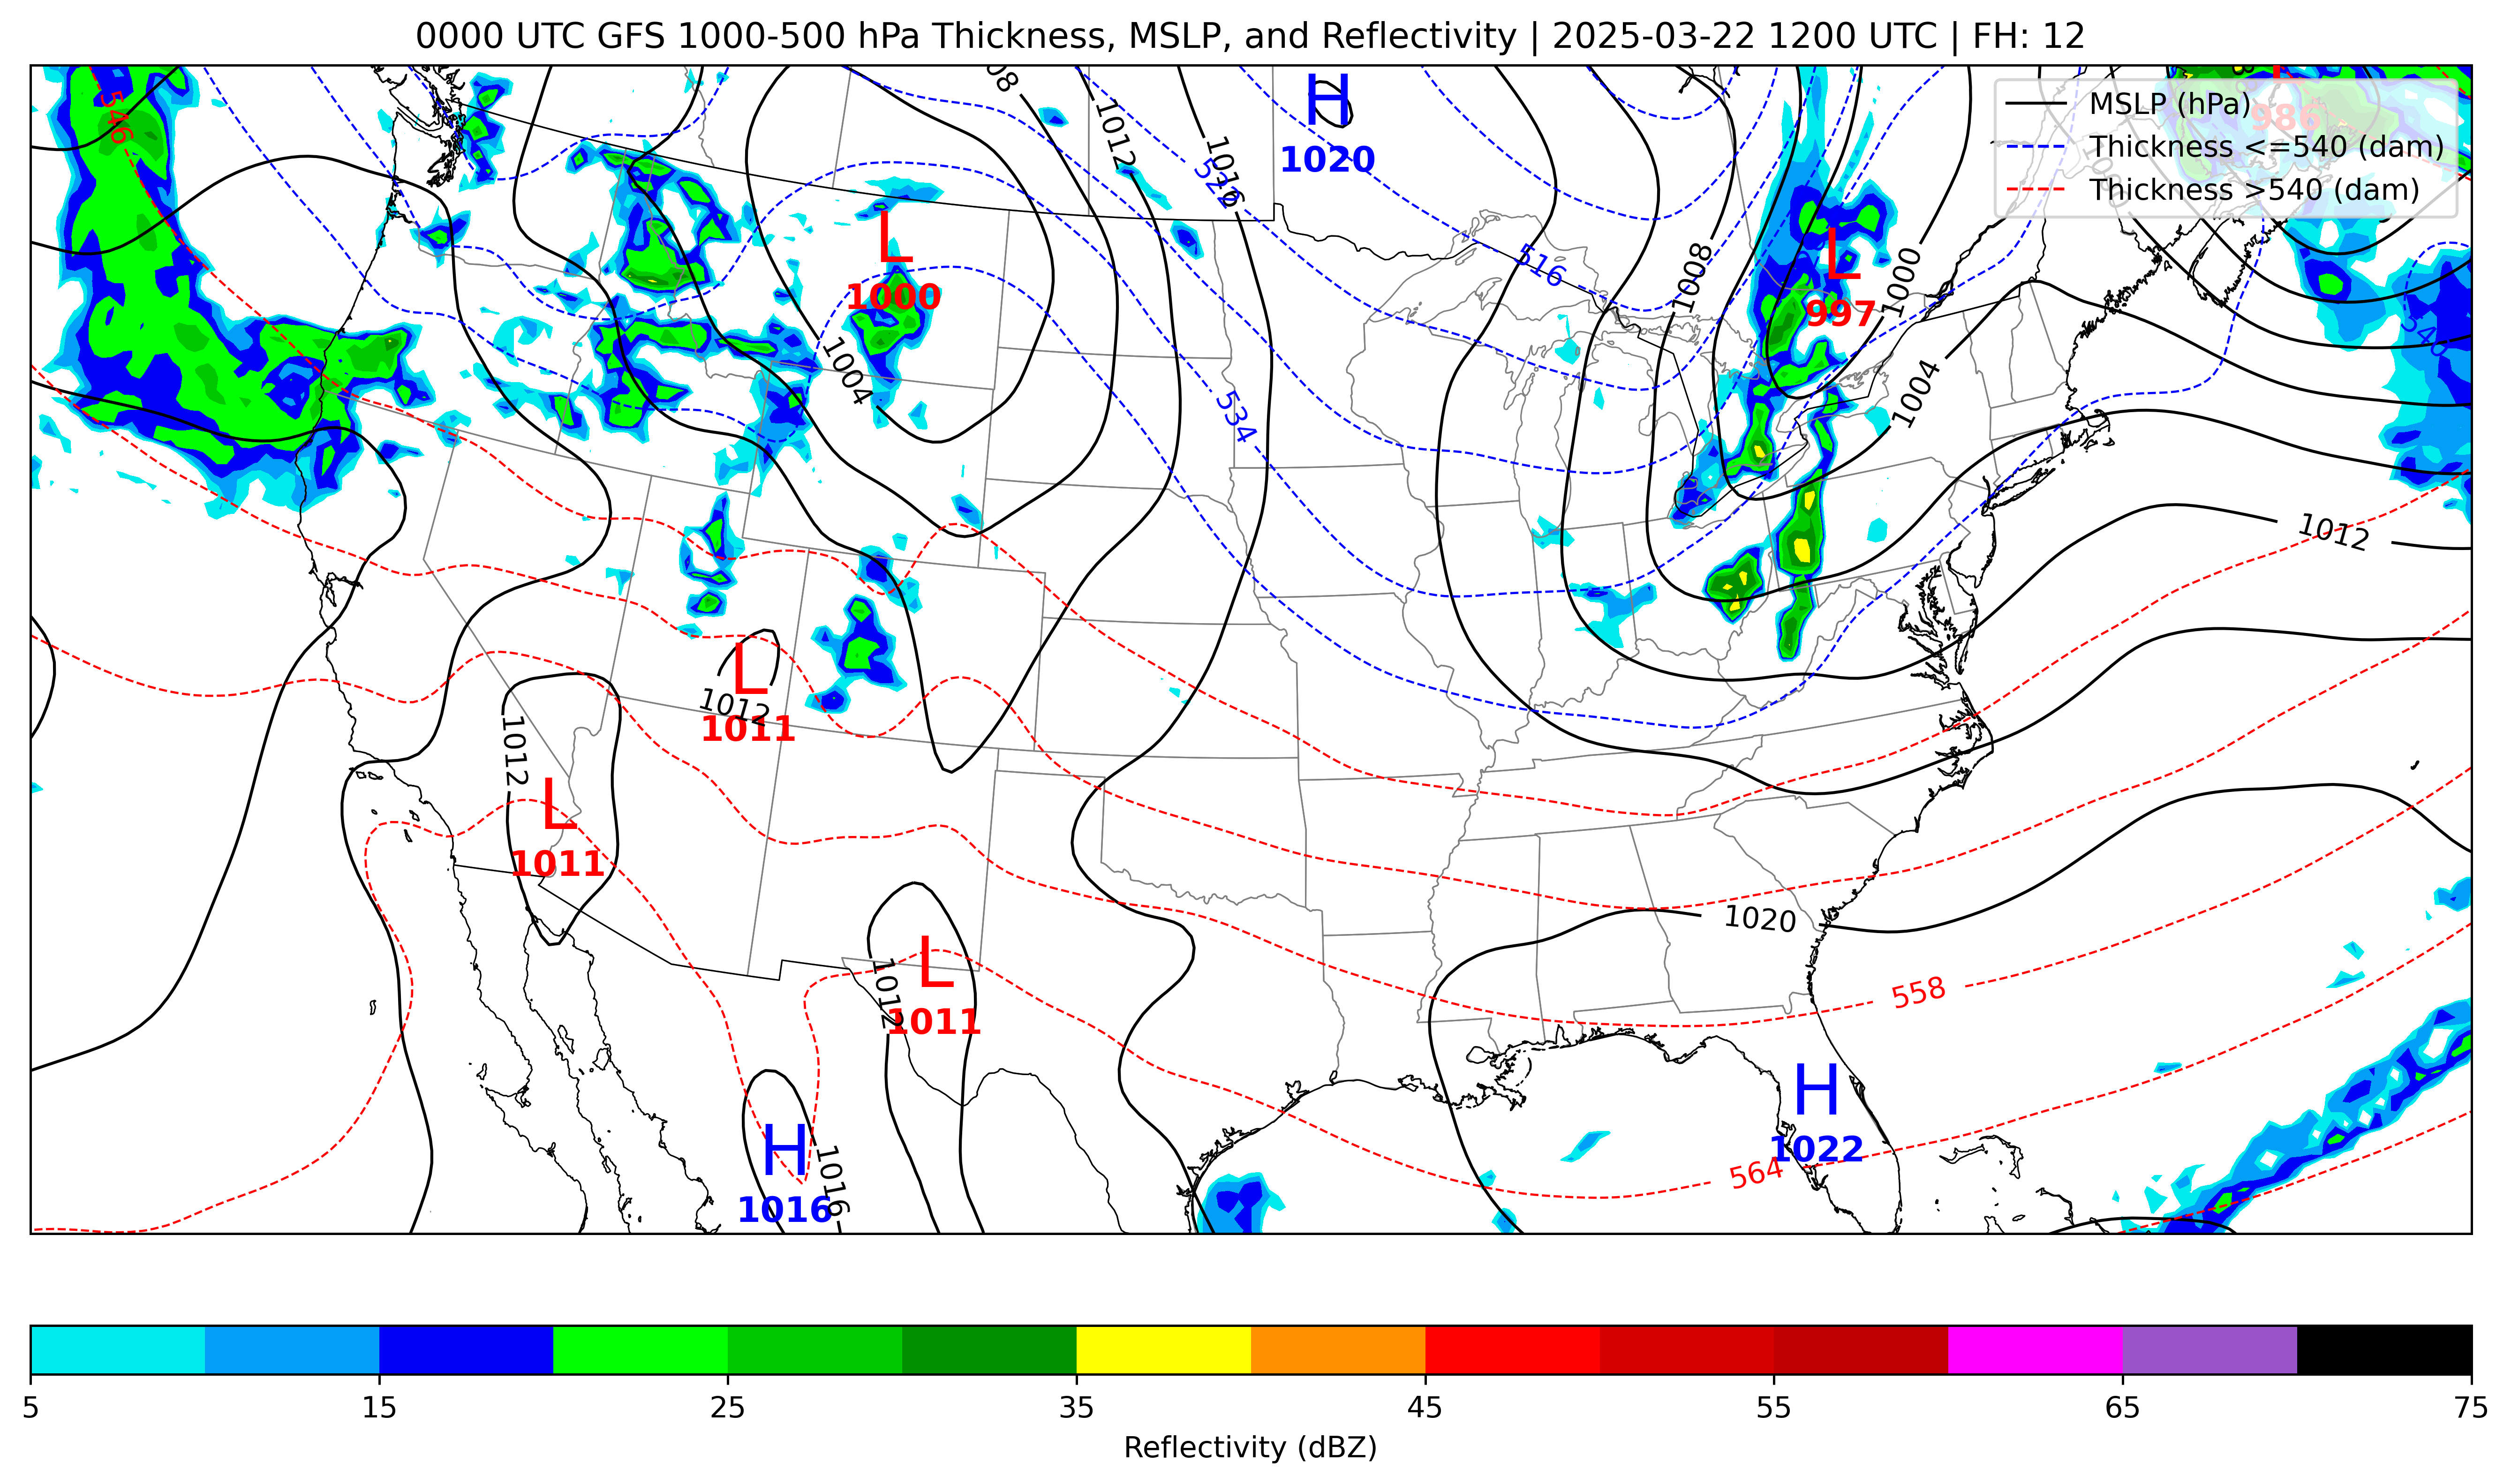 0000 UTC GFS 1000-500 hPa Thickness, MSLP, and Reflectivity | 2025-03-22 1200 UTC | FH: 12
MSLP (hPa)
Thickness <=540 (dam)
Thickness >540 (dam)
546
1012
1016
522
H
1020
986
L
1000
516
1008
L
997
1000
540
1004
534
1004
1012
L
1012
1011
1012
L
1011
1020
L
1012
1011
558
H
1022
564
H
1016
1016
5
15
25
35
45
55
65
75
Reflectivity (dBZ)